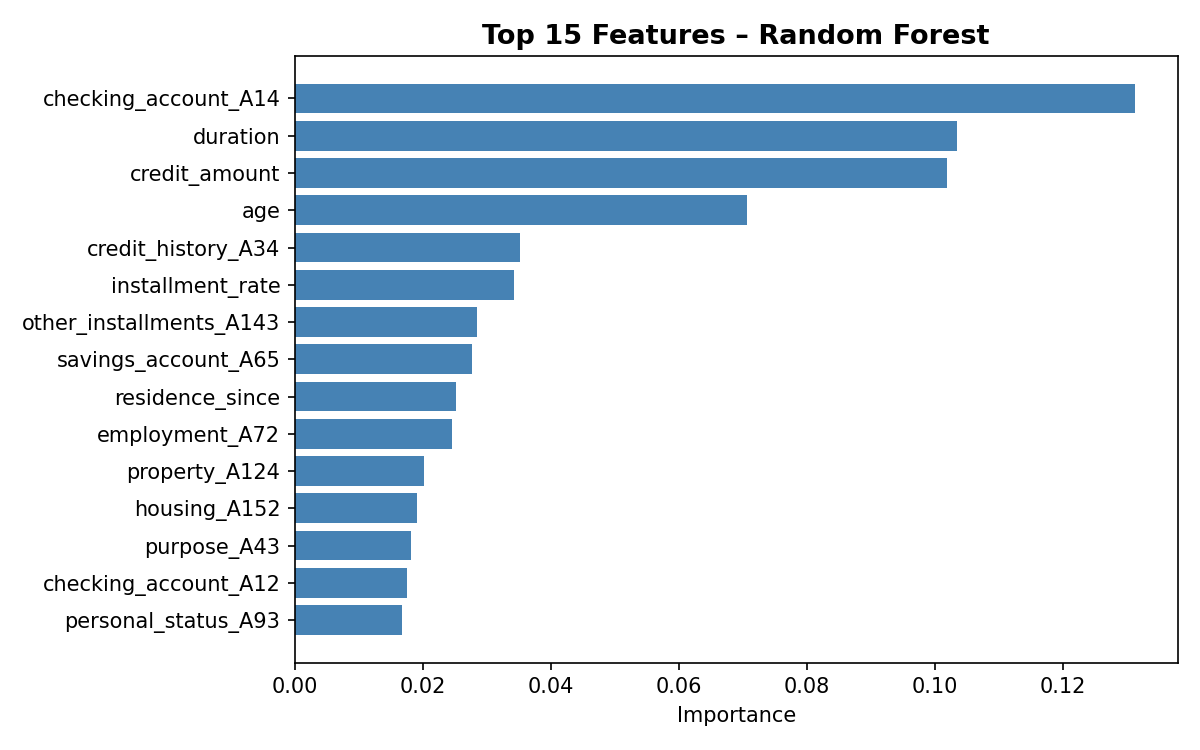 Top 15 Features – Random Forest
checking_account_A14
duration
credit_amount
age
credit_history_A34
installment_rate
other_installments_A143
savings_account_A65
residence_since
employment_A72
property_A124
housing_A152
purpose_A43
checking_account_A12
personal_status_A93
0.00 0.02 0.04 0.06 0.08 0.10 0.12
Importance